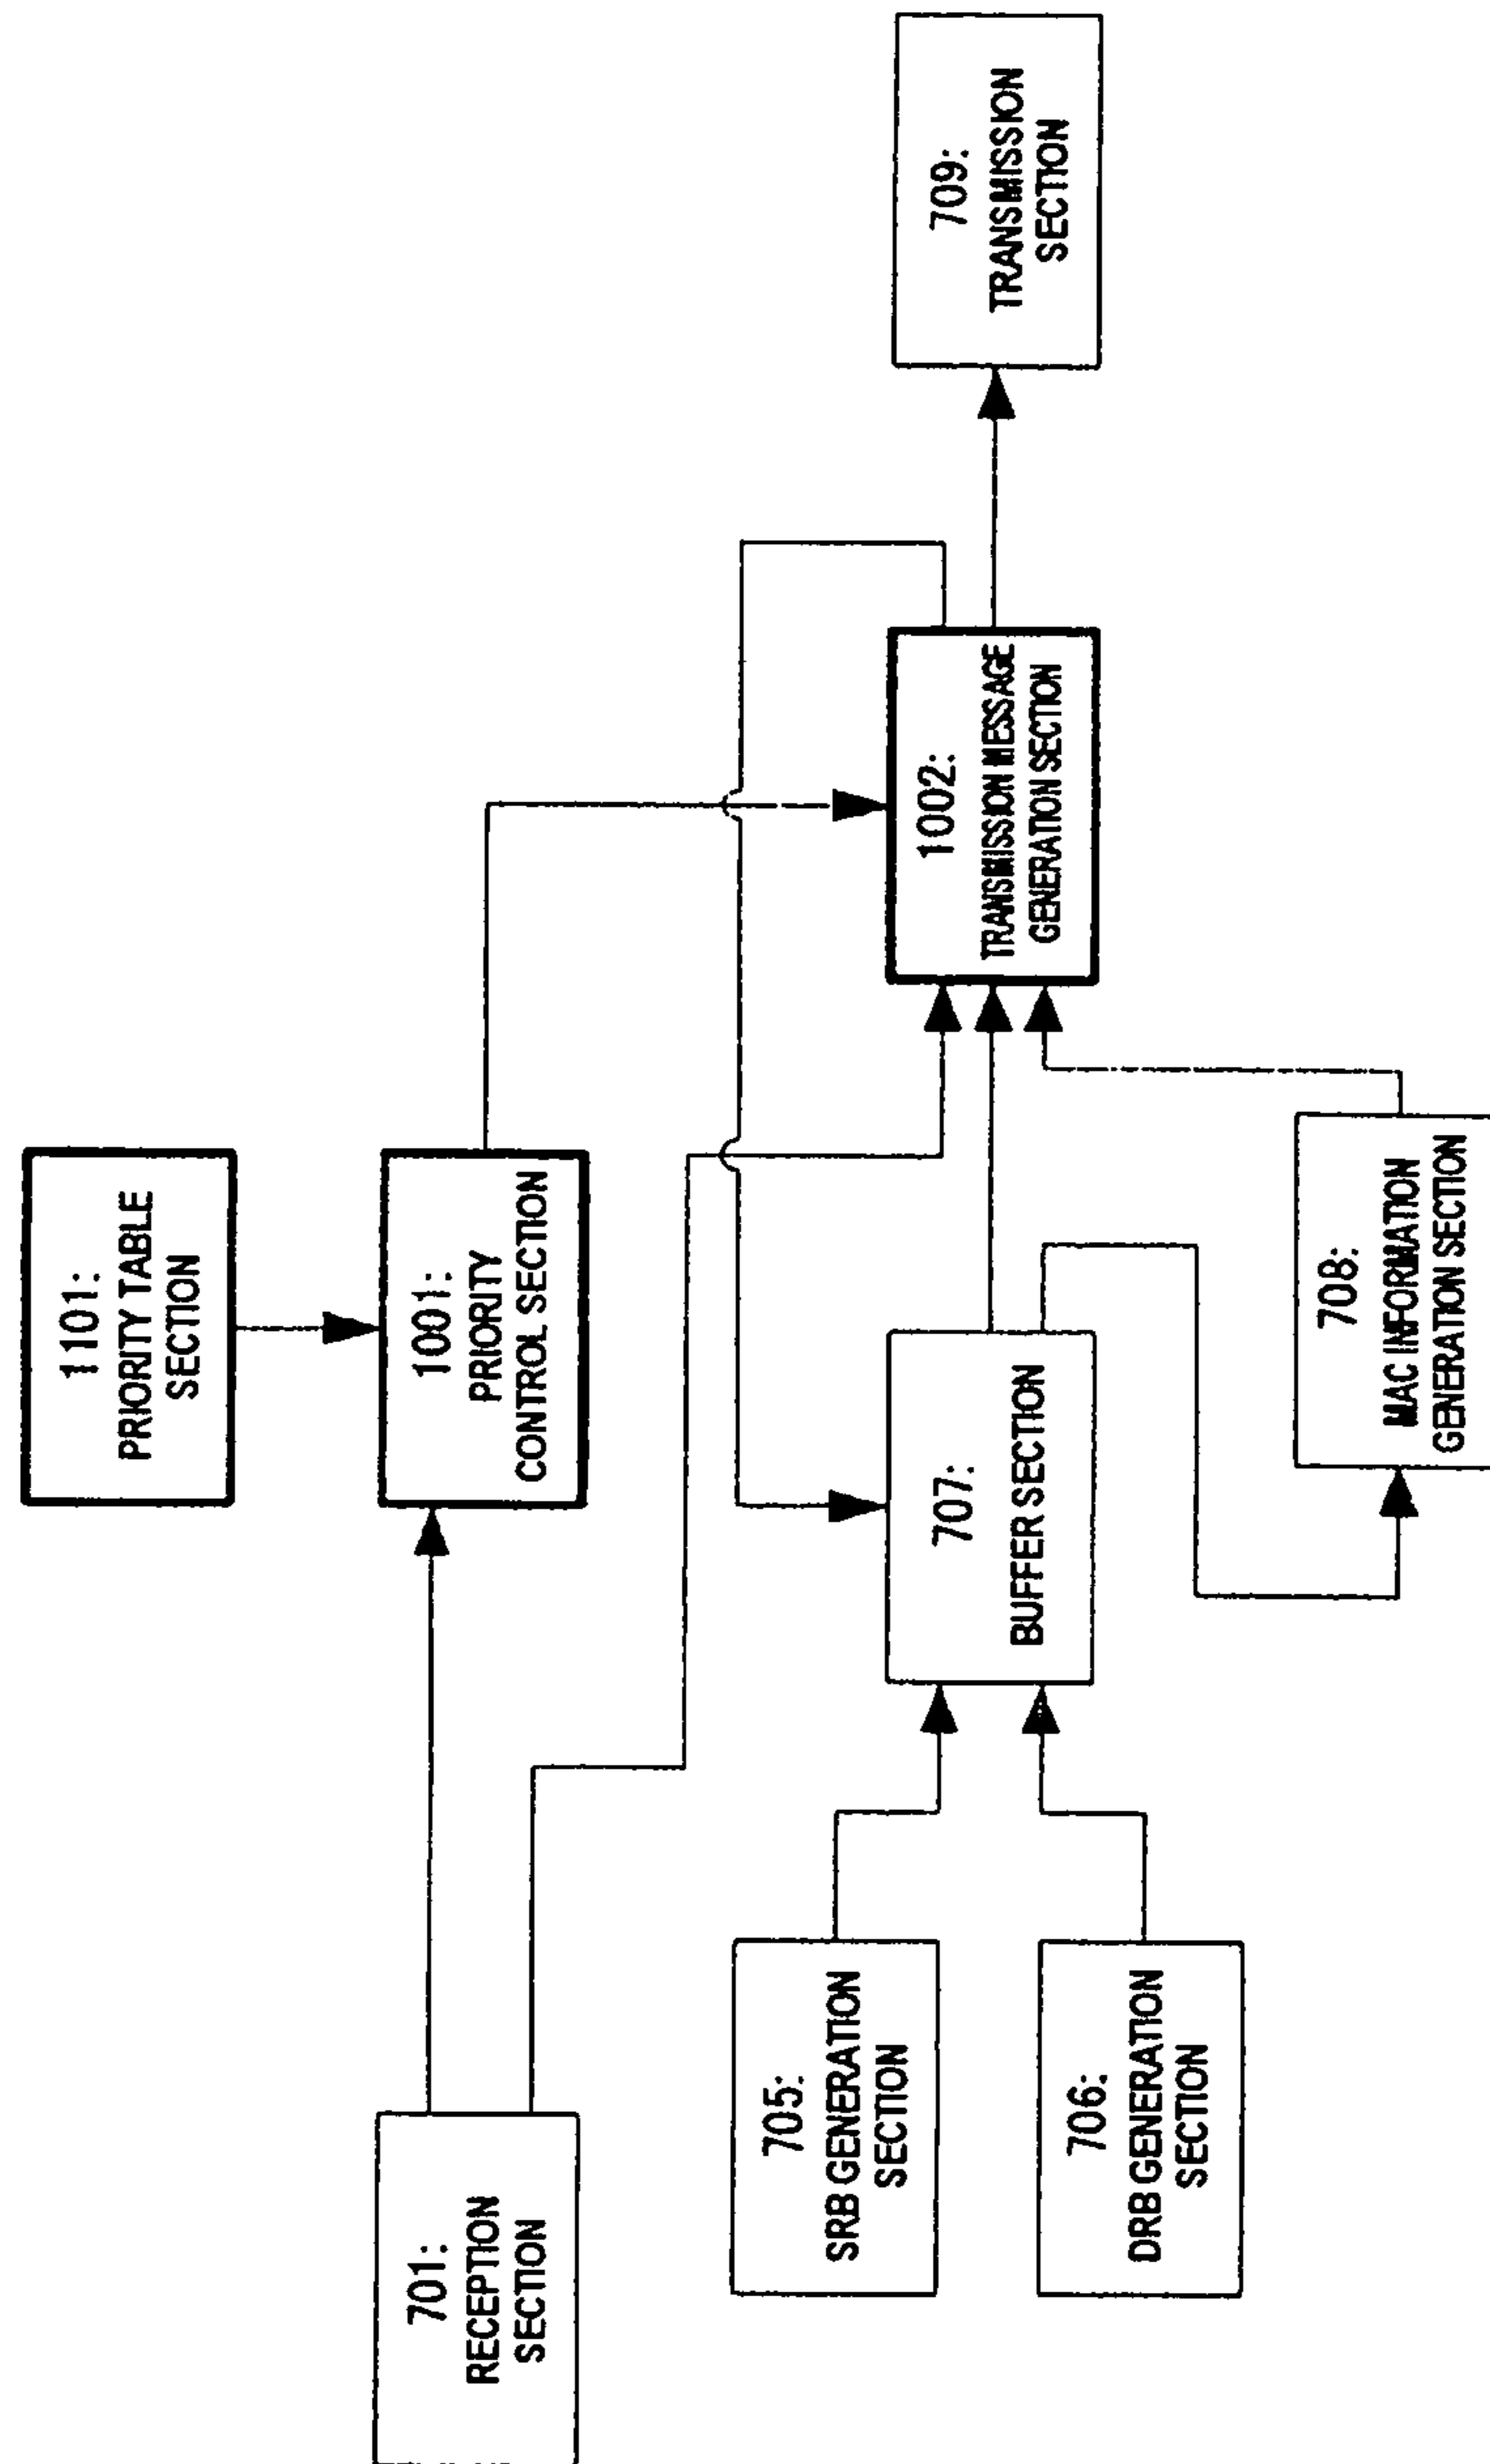 1101:
PRIORITY TABLE
SECTION
701:
RECEPTION
SECTION
1001:
PRIORITY
CONTROL SECTION
705:
SRB GENERATION
SECTION
706:
DRB GENERATION
SECTION
707:
BUFFER SECTION
1002:
TRANSMISSION MESSAGE
GENERATION SECTION
709:
TRANSMISSION
SECTION
708:
MAC INFORMATION
GENERATION SECTION